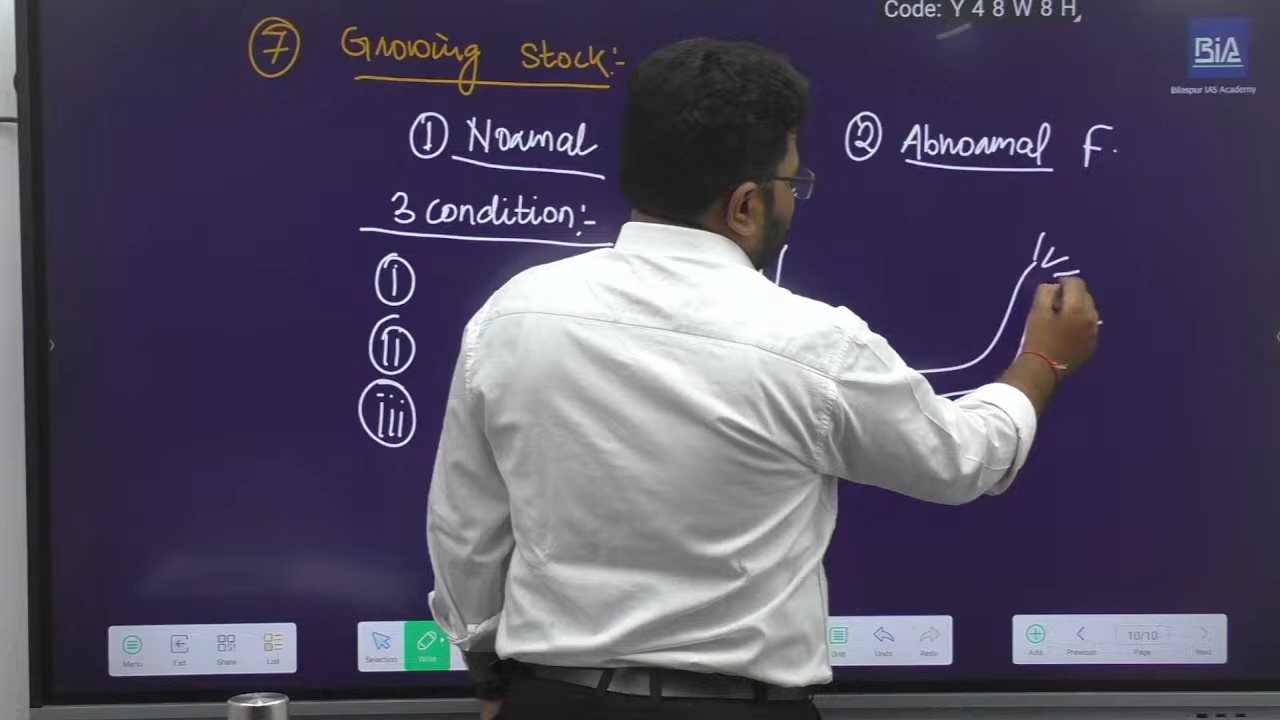 Code: Y 4 8 W 8 H,
BiA
Bilaspur IAS Academy
7 Growing Stock:-
1 Normal
2 Abnormal F.
3 condition:-
i
ii
iii
Menu Exit Share List
Selection Write
Grid Undo Redo
Add Previous 10/10 Page Next